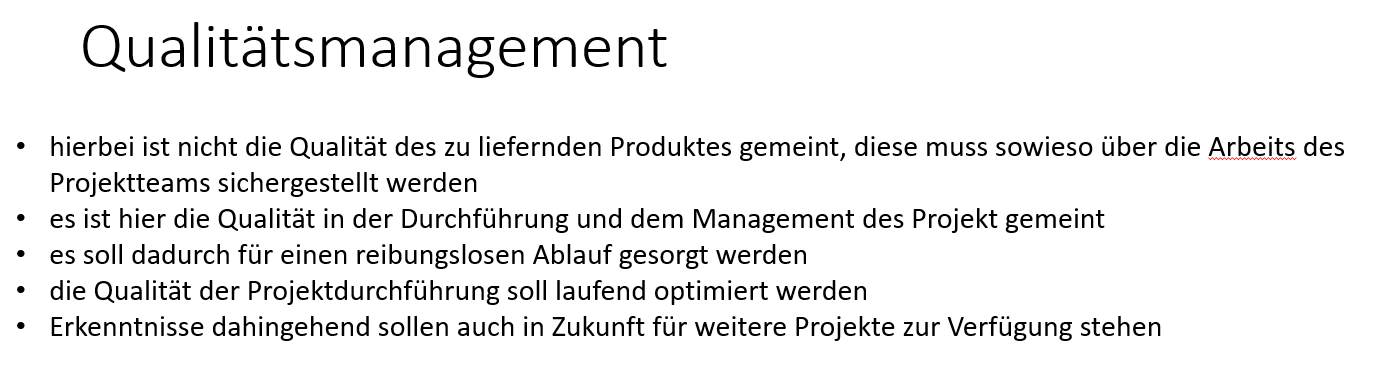 Qualitätsmanagement
• hierbei ist nicht die Qualität des zu liefernden Produktes gemeint, diese muss sowieso über die Arbeits des
Projektteams sichergestellt werden
• es ist hier die Qualität in der Durchführung und dem Management des Projekt gemeint
• es soll dadurch für einen reibungslosen Ablauf gesorgt werden
• die Qualität der Projektdurchführung soll laufend optimiert werden
• Erkenntnisse dahingehend sollen auch in Zukunft für weitere Projekte zur Verfügung stehen